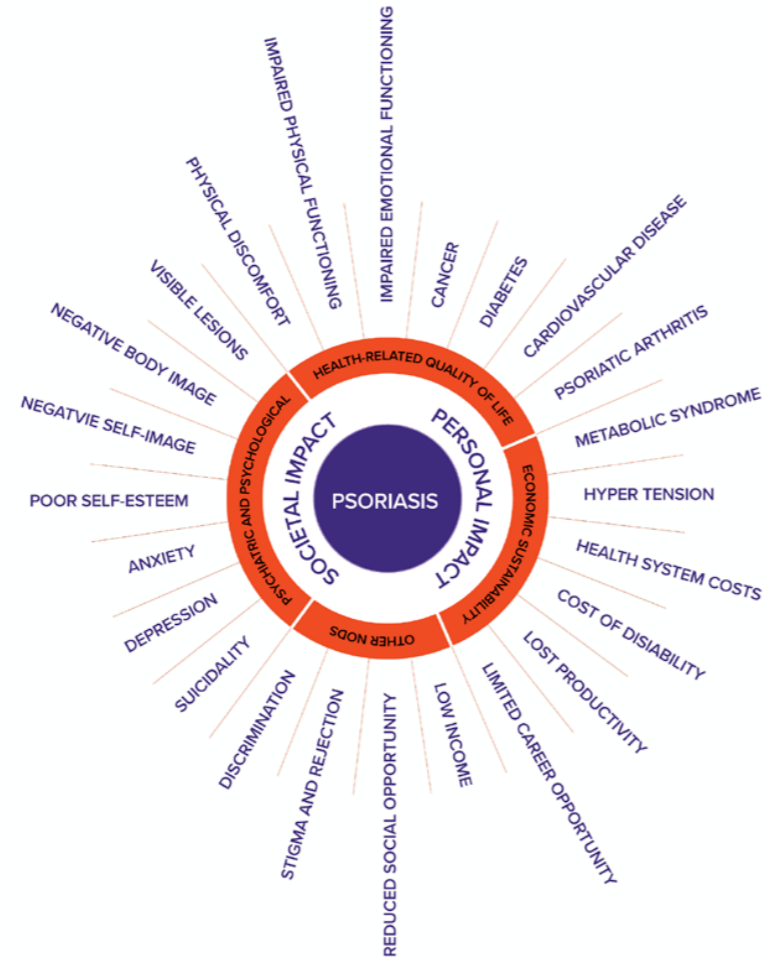 PSORIASIS
SOCIETAL IMPACT
PERSONAL IMPACT
HEALTH-RELATED QUALITY OF LIFE
ECONOMIC SUSTAINABILITY
OTHER NODS
PSYCHIATRIC AND PSYCHOLOGICAL
IMPAIRED EMOTIONAL FUNCTIONING
CANCER
DIABETES
CARDIOVASCULAR DISEASE
PSORIATIC ARTHRITIS
METABOLIC SYNDROME
HYPER TENSION
HEALTH SYSTEM COSTS
COST OF DISIABILITY
LOST PRODUCTIVITY
LIMITED CAREER OPPORTUNITY
LOW INCOME
REDUCED SOCIAL OPPORTUNITY
STIGMA AND REJECTION
DISCRIMINATION
SUICIDALITY
DEPRESSION
ANXIETY
POOR SELF-ESTEEM
NEGATVIE SELF-IMAGE
NEGATIVE BODY IMAGE
VISIBLE LESIONS
PHYSICAL DISCOMFORT
IMPAIRED PHYSICAL FUNCTIONING